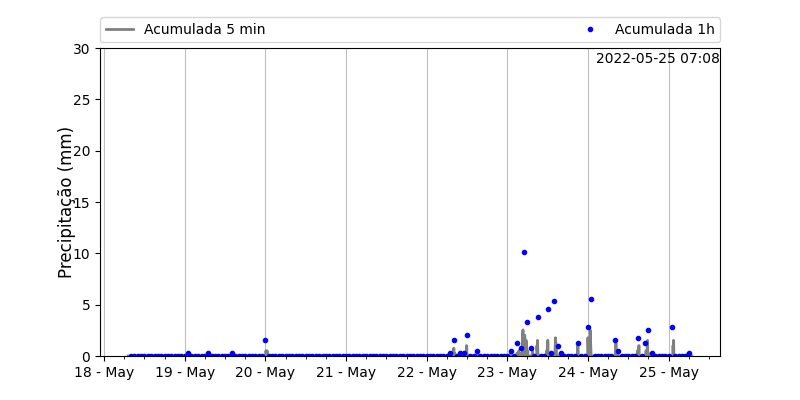 Acumulada 5 min
Acumulada 1h
2022-05-25 07:08
Precipitação (mm)
30
25
20
15
10
5
0
18 - May
19 - May
20 - May
21 - May
22 - May
23 - May
24 - May
25 - May